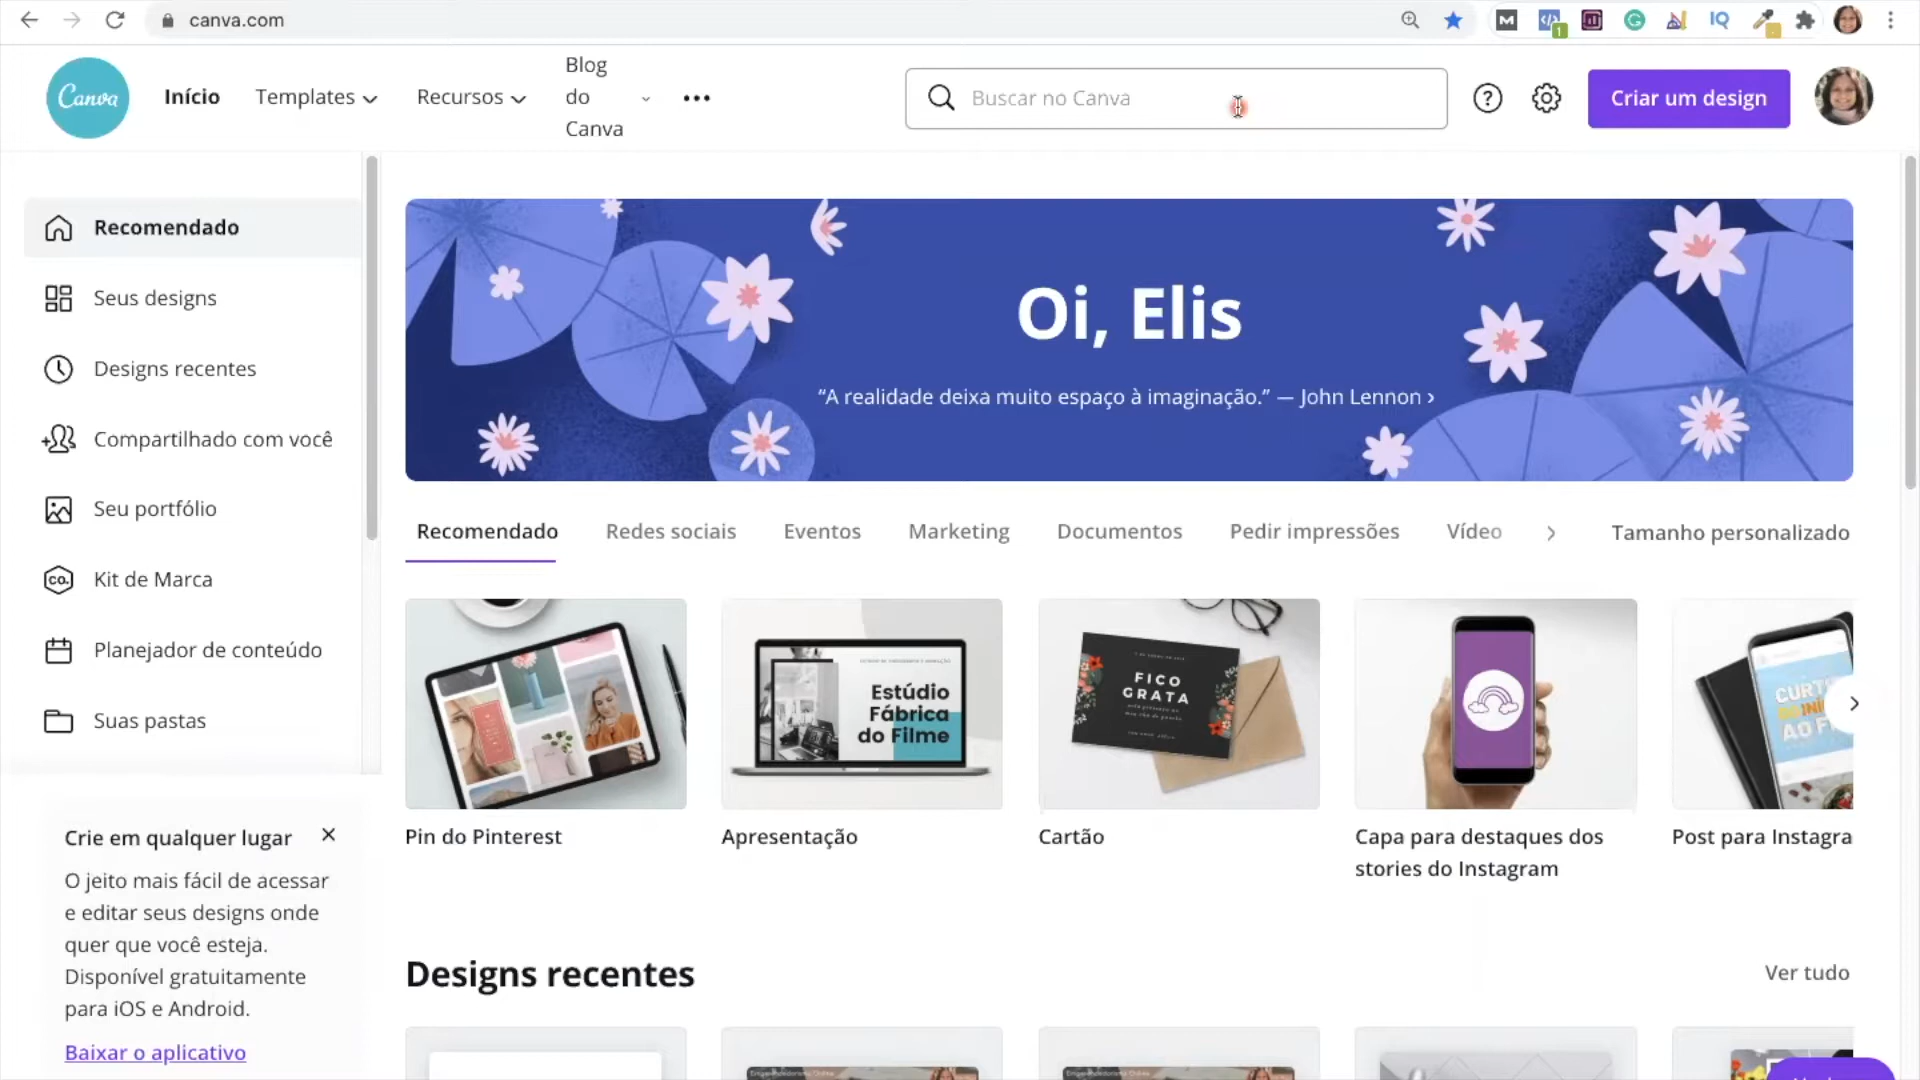 canva.com
Canva
Início
Templates
Recursos
Blog
do
Canva
Buscar no Canva
Criar um design
Recomendado
Seus designs
Designs recentes
Compartilhado com você
Seu portfólio
co.
Kit de Marca
Planejador de conteúdo
Suas pastas
Oi, Elis
“A realidade deixa muito espaço à imaginação.” — John Lennon ›
Recomendado
Redes sociais
Eventos
Marketing
Documentos
Pedir impressões
Vídeo
Tamanho personalizado
Estúdio
Fábrica
do Filme
FICO
GRATA
Pin do Pinterest
Apresentação
Cartão
Capa para destaques dos
stories do Instagram
Post para Instagra
Crie em qualquer lugar
O jeito mais fácil de acessar
e editar seus designs onde
quer que você esteja.
Disponível gratuitamente
para iOS e Android.
Baixar o aplicativo
Designs recentes
Ver tudo